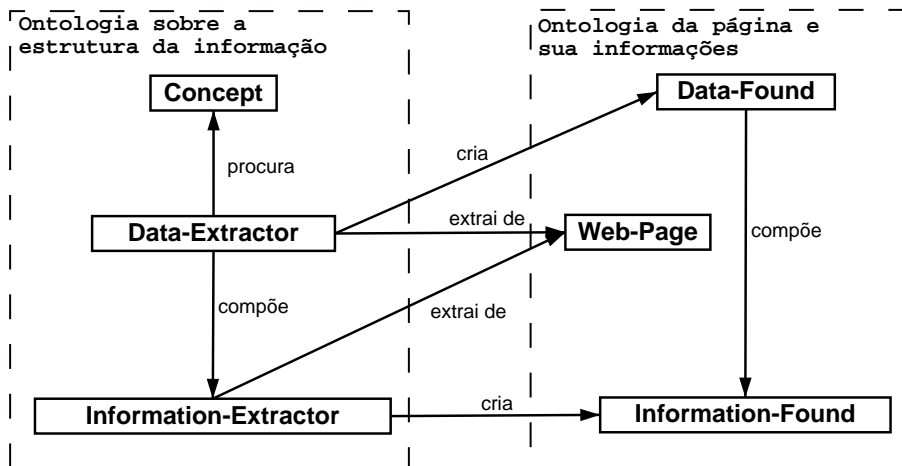 Ontologia sobre a
estrutura da informação
Ontologia da página e
sua informações
Concept
Data-Found
cria
procura
Data-Extractor
extrai de
Web-Page
compõe
compõe
extrai de
Information-Extractor
cria
Information-Found